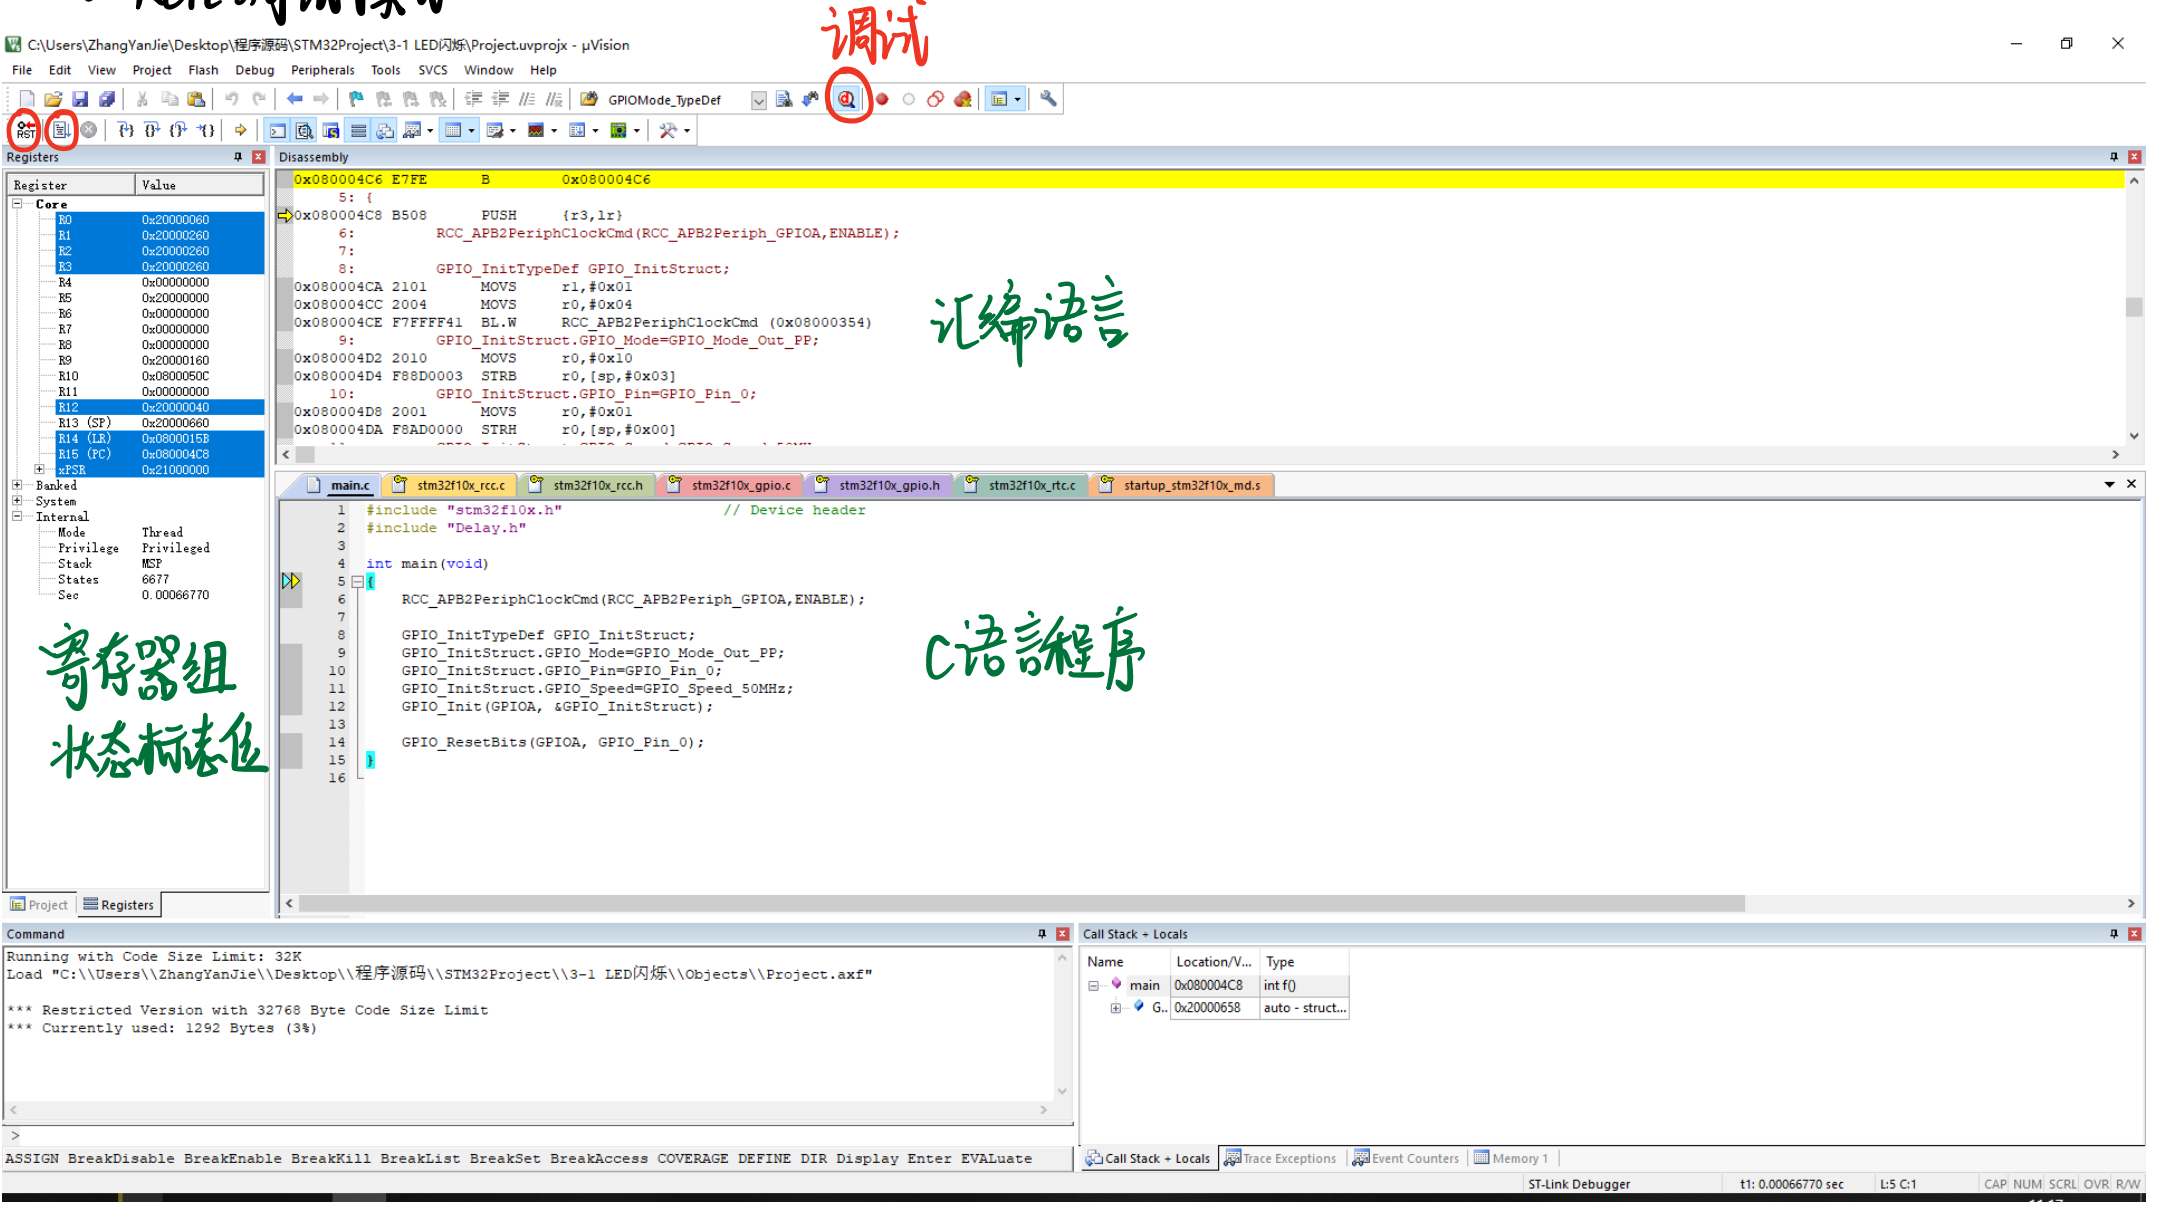 Keil调试模式
调试
C:\Users\ZhangYanJie\Desktop\程序源码\STM32Project\3-1 LED闪烁\Project.uvprojx - µVision
File Edit View Project Flash Debug Peripherals Tools SVCS Window Help
GPIOMode_TypeDef
RST
Registers
Register Value
Core
R0 0x20000060
R1 0x20000260
R2 0x20000260
R3 0x20000260
R4 0x00000000
R5 0x20000000
R6 0x00000000
R7 0x00000000
R8 0x00000000
R9 0x20000160
R10 0x0800050C
R11 0x00000000
R12 0x20000040
R13 (SP) 0x20000660
R14 (LR) 0x0800015B
R15 (PC) 0x080004C8
xPSR 0x21000000
Banked
System
Internal
Mode Thread
Privilege Privileged
Stack MSP
States 6677
Sec 0.00066770
寄存器组
状态标志位
Project Registers
Disassembly
0x080004C6 E7FE B 0x080004C6
5: {
0x080004C8 B508 PUSH {r3,lr}
6: RCC_APB2PeriphClockCmd(RCC_APB2Periph_GPIOA,ENABLE);
7:
8: GPIO_InitTypeDef GPIO_InitStruct;
0x080004CA 2101 MOVS r1,#0x01
0x080004CC 2004 MOVS r0,#0x04
0x080004CE F7FFFF41 BL.W RCC_APB2PeriphClockCmd (0x08000354)
9: GPIO_InitStruct.GPIO_Mode=GPIO_Mode_Out_PP;
0x080004D2 2010 MOVS r0,#0x10
0x080004D4 F88D0003 STRB r0,[sp,#0x03]
10: GPIO_InitStruct.GPIO_Pin=GPIO_Pin_0;
0x080004D8 2001 MOVS r0,#0x01
0x080004DA F8AD0000 STRH r0,[sp,#0x00]
汇编语言
main.c stm32f10x_rcc.c stm32f10x_rcc.h stm32f10x_gpio.c stm32f10x_gpio.h stm32f10x_rtc.c startup_stm32f10x_md.s
1 #include "stm32f10x.h" // Device header
2 #include "Delay.h"
3
4 int main(void)
5 {
6 RCC_APB2PeriphClockCmd(RCC_APB2Periph_GPIOA,ENABLE);
7
8 GPIO_InitTypeDef GPIO_InitStruct;
9 GPIO_InitStruct.GPIO_Mode=GPIO_Mode_Out_PP;
10 GPIO_InitStruct.GPIO_Pin=GPIO_Pin_0;
11 GPIO_InitStruct.GPIO_Speed=GPIO_Speed_50MHz;
12 GPIO_Init(GPIOA, &GPIO_InitStruct);
13
14 GPIO_ResetBits(GPIOA, GPIO_Pin_0);
15 }
16
C语言程序
Command
Running with Code Size Limit: 32K
Load "C:\\Users\\ZhangYanJie\\Desktop\\程序源码\\STM32Project\\3-1 LED闪烁\\Objects\\Project.axf"
*** Restricted Version with 32768 Byte Code Size Limit
*** Currently used: 1292 Bytes (3%)
>
ASSIGN BreakDisable BreakEnable BreakKill BreakList BreakSet BreakAccess COVERAGE DEFINE DIR Display Enter EVALuate
Call Stack + Locals
Name Location/V... Type
main 0x080004C8 int f()
G.. 0x20000658 auto - struct...
Call Stack + Locals Trace Exceptions Event Counters Memory 1
ST-Link Debugger t1: 0.00066770 sec L:5 C:1 CAP NUM SCRL OVR R/W